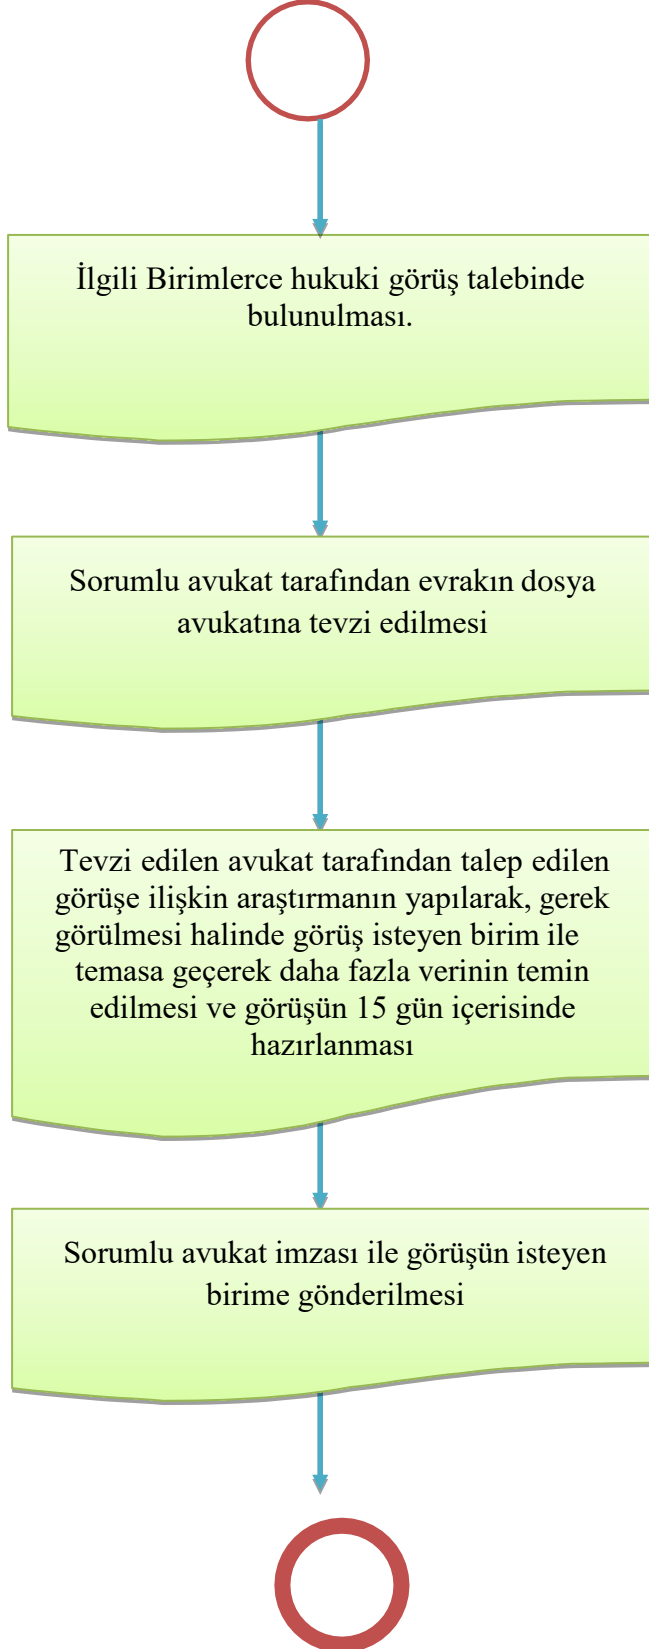 İlgili Birimlerce hukuki görüş talebinde
bulunulması.
Sorumlu avukat tarafından evrakın dosya
avukatına tevzi edilmesi
Tevzi edilen avukat tarafından talep edilen
görüşe ilişkin araştırmanın yapılarak, gerek
görülmesi halinde görüş isteyen birim ile
temasa geçerek daha fazla verinin temin
edilmesi ve görüşün 15 gün içerisinde
hazırlanması
Sorumlu avukat imzası ile görüşün isteyen
birime gönderilmesi